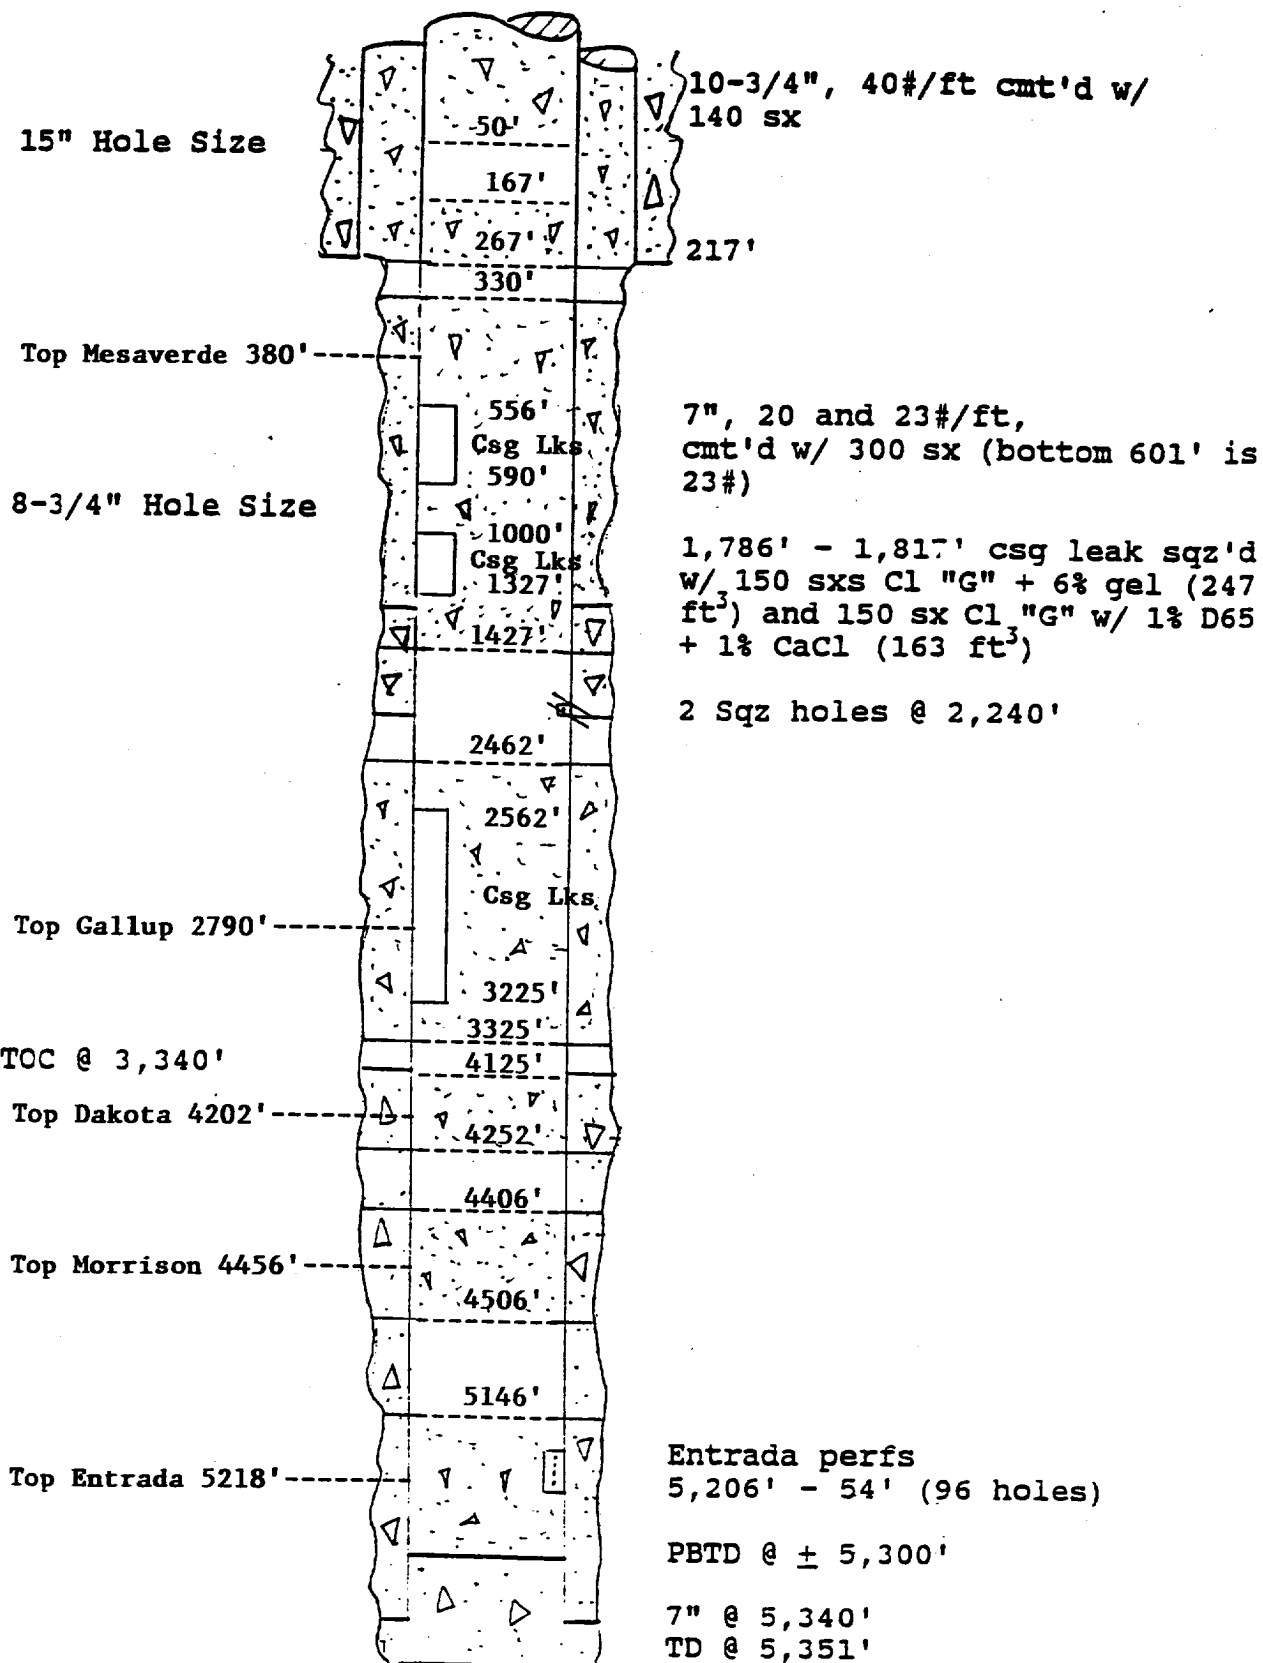 10-3/4", 40#/ft cmt'd w/
140 sx
50'
15" Hole Size
167'
267'
217'
330'
Top Mesaverde 380'
556'
Csg Lks
590'
7", 20 and 23#/ft,
cmt'd w/ 300 sx (bottom 601' is
23#)
8-3/4" Hole Size
1000'
Csg Lks
1327'
1427'
1,786' - 1,817' csg leak sqz'd
w/ 150 sxs Cl "G" + 6% gel (247
ft³) and 150 sx Cl "G" w/ 1% D65
+ 1% CaCl (163 ft³)
2 Sqz holes @ 2,240'
2462'
2562'
Csg Lks
Top Gallup 2790'
3225'
3325'
TOC @ 3,340'
4125'
Top Dakota 4202'
4252'
4406'
Top Morrison 4456'
4506'
5146'
Top Entrada 5218'
Entrada perfs
5,206' - 54' (96 holes)
PBTD @ ± 5,300'
7" @ 5,340'
TD @ 5,351'